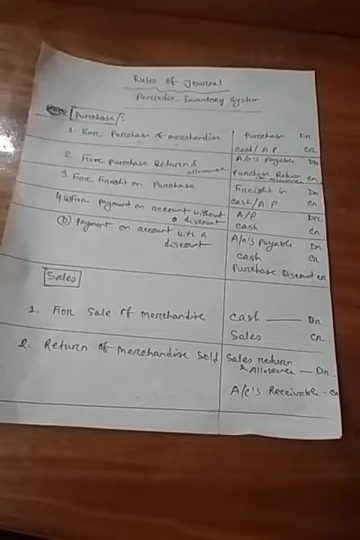 Rules of Journal
Periodic Inventory System
Purchase :
1. For Purchase of merchandise
Purchase Dr
cash/A.P cr
2. For Purchase Return &
allowance
A/c's Payable Dr
Purchase Return
& allowance cr
3 For Freight on Purchase
Freight in Dr
cash/A.P cr
4 (a) For Payment on account without
a discount
A/P Dr
cash cr
(b) Payment on account with a
discount
A/c's Payable Dr
cash cr
Purchase Discount cr
Sales
1. For Sale of Merchandise
cash —— Dr
Sales cr
2. Return of Merchandise Sold
Sales return
& Allowance — Dr
A/c's Receivable - cr